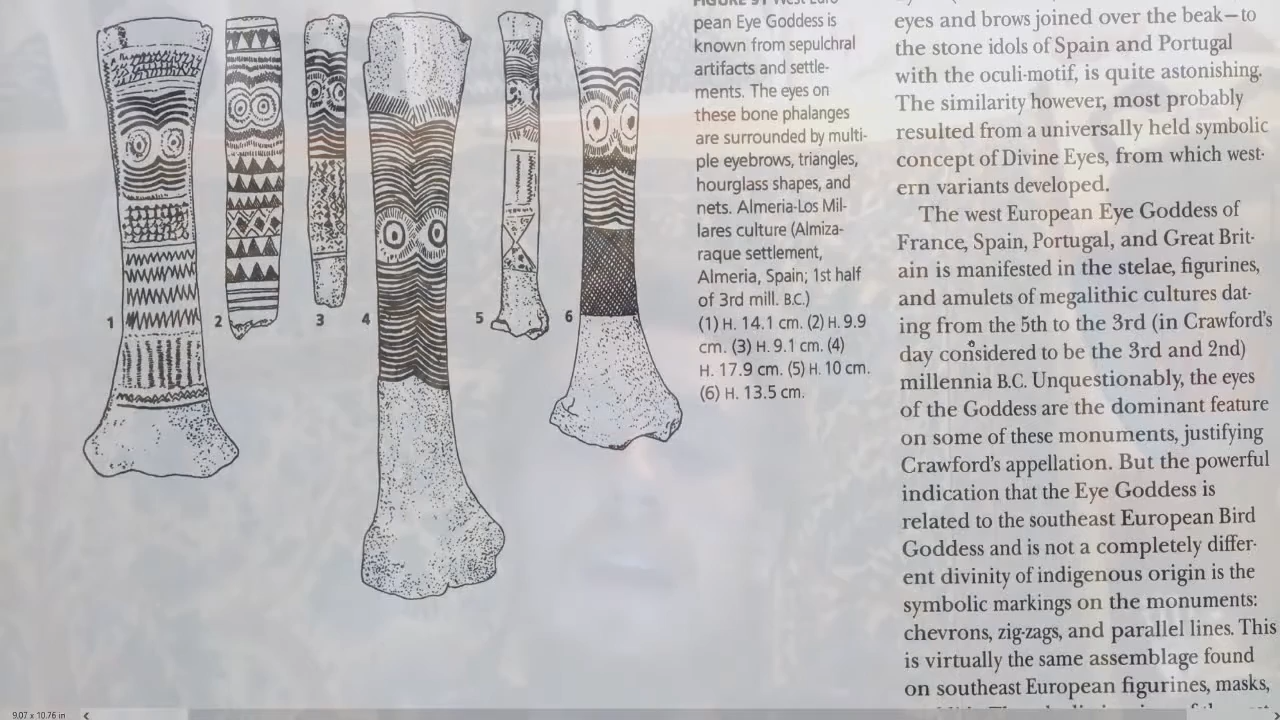 1
2
3
4
5
6
West Euro-
pean Eye Goddess is
known from sepulchral
artifacts and settle-
ments. The eyes on
these bone phalanges
are surrounded by multi-
ple eyebrows, triangles,
hourglass shapes, and
nets. Almeria-Los Mil-
lares culture (Almiza-
raque settlement,
Almeria, Spain; 1st half
of 3rd mill. B.C.)
(1) H. 14.1 cm. (2) H. 9.9
cm. (3) H. 9.1 cm. (4)
H. 17.9 cm. (5) H. 10 cm.
(6) H. 13.5 cm.
eyes and brows joined over the beak—to
the stone idols of Spain and Portugal
with the oculi-motif, is quite astonishing.
The similarity however, most probably
resulted from a universally held symbolic
concept of Divine Eyes, from which west-
ern variants developed.
The west European Eye Goddess of
France, Spain, Portugal, and Great Brit-
ain is manifested in the stelae, figurines,
and amulets of megalithic cultures dat-
ing from the 5th to the 3rd (in Crawford's
day considered to be the 3rd and 2nd)
millennia B.C. Unquestionably, the eyes
of the Goddess are the dominant feature
on some of these monuments, justifying
Crawford's appellation. But the powerful
indication that the Eye Goddess is
related to the southeast European Bird
Goddess and is not a completely differ-
ent divinity of indigenous origin is the
symbolic markings on the monuments:
chevrons, zig-zags, and parallel lines. This
is virtually the same assemblage found
on southeast European figurines, masks,
9.07 x 10.76 in